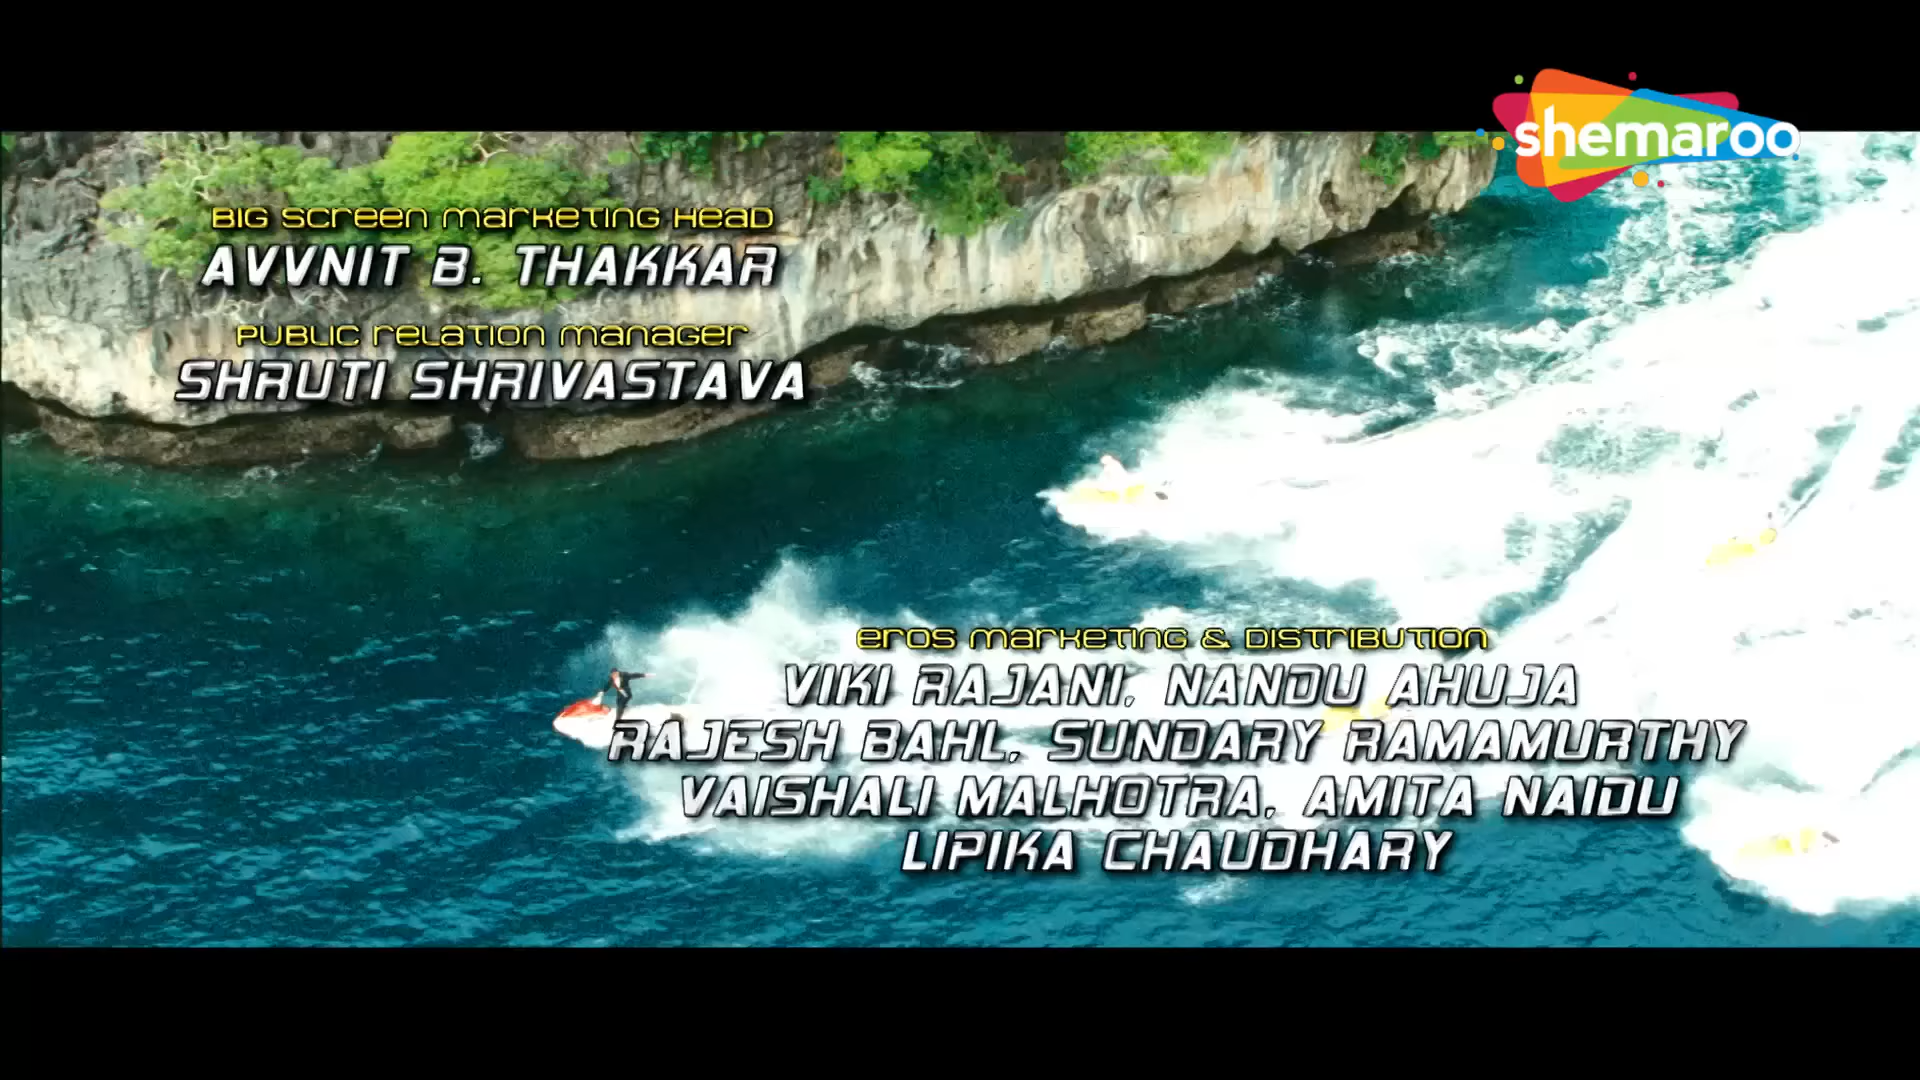 shemaroo
BIG SCREEN MARKETING HEAD
AVVNIT B. THAKKAR
PUBLIC RELATION MANAGER
SHRUTI SHRIVASTAVA
EROS MARKETING & DISTRIBUTION
VIKI RAJANI, NANDU AHUJA
RAJESH BAHL, SUNDARY RAMAMURTHY
VAISHALI MALHOTRA, AMITA NAIDU
LIPIKA CHAUDHARY